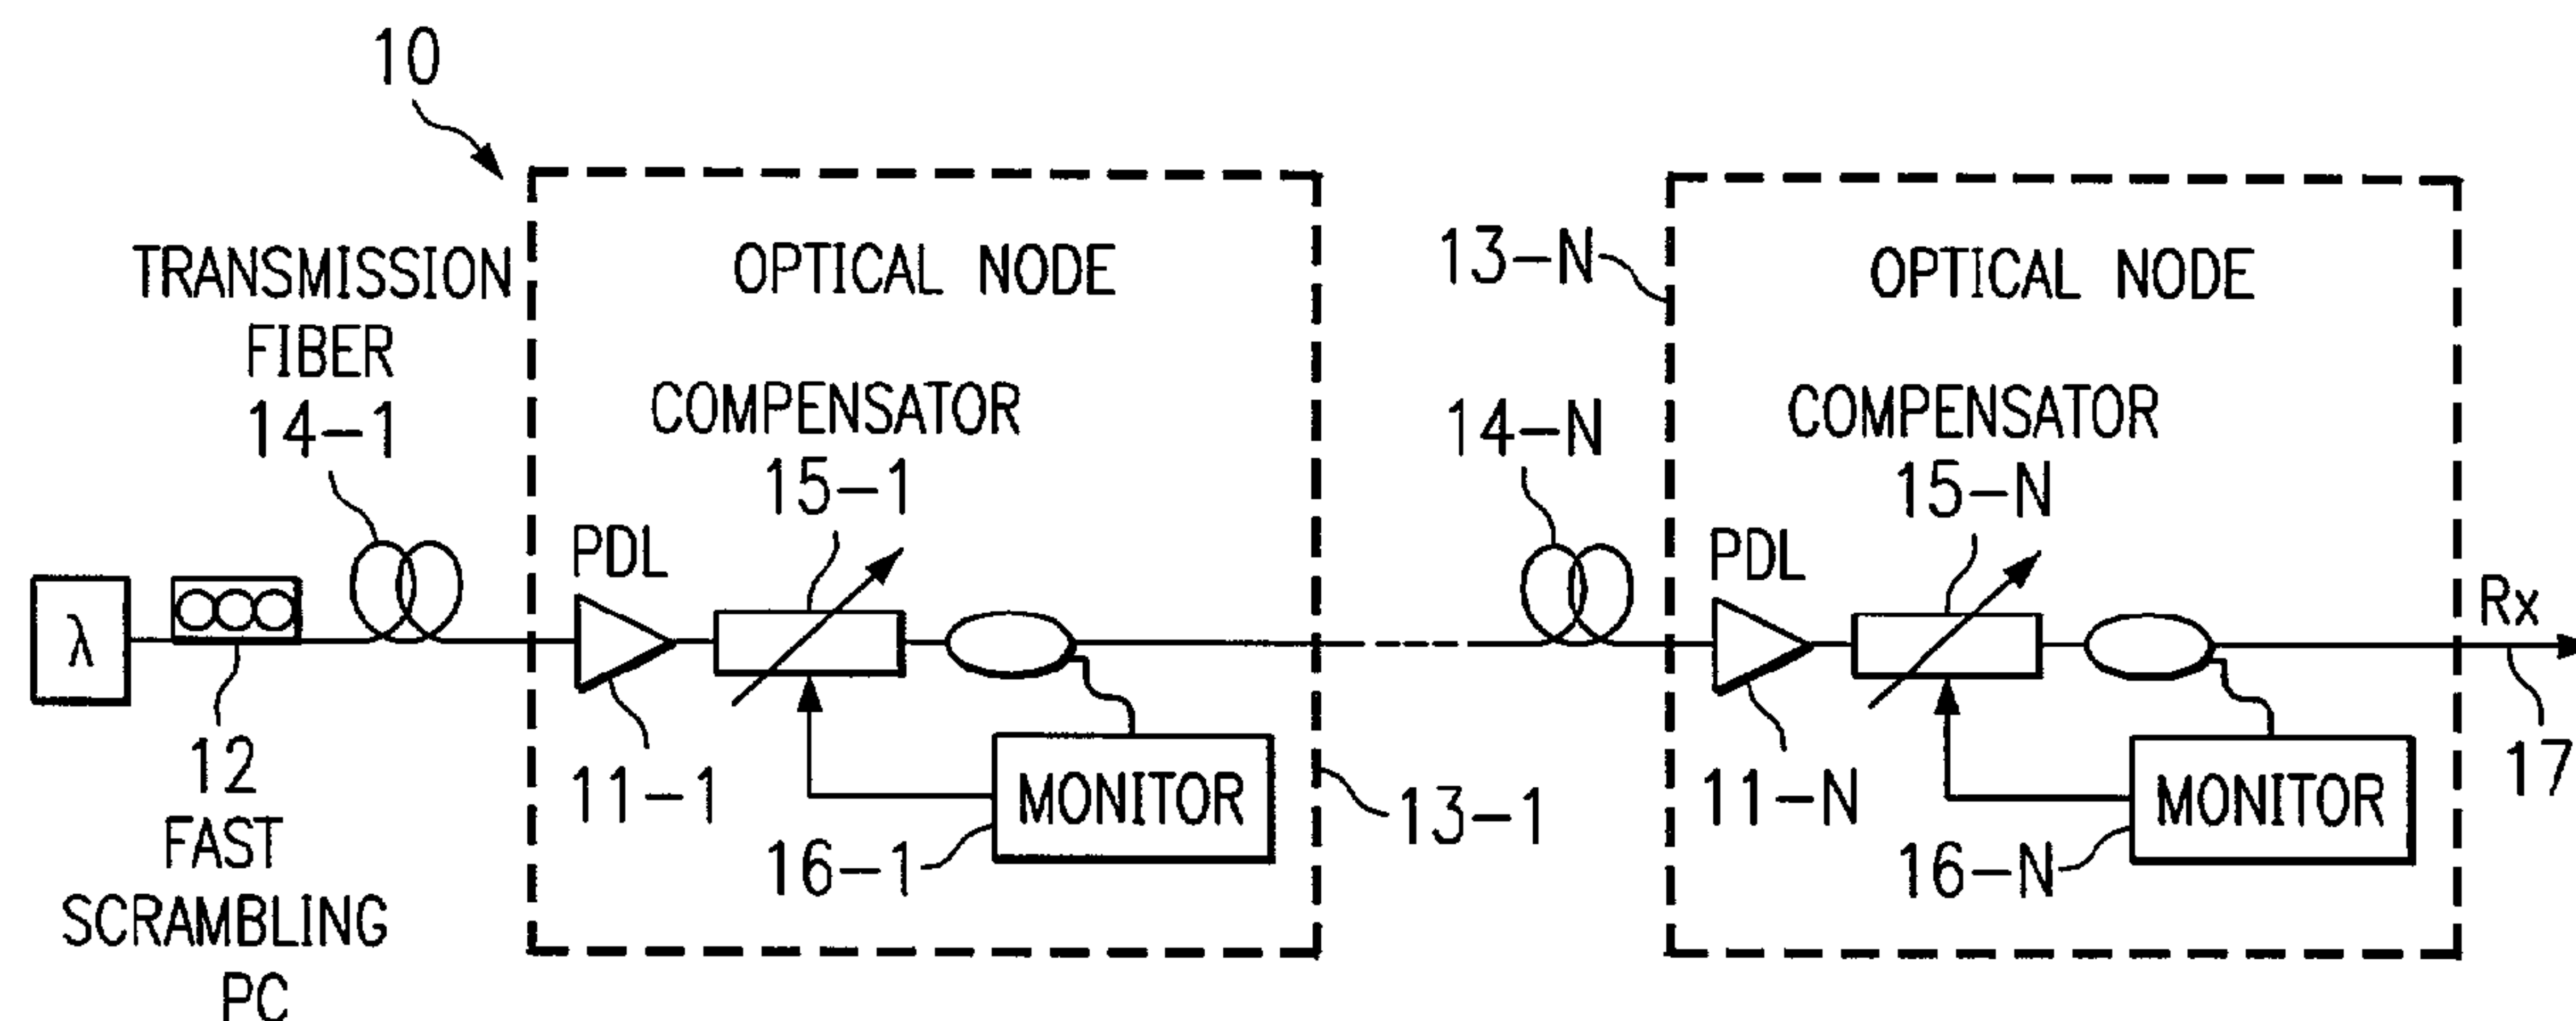 10
TRANSMISSION
FIBER
14-1
λ
12
FAST
SCRAMBLING
PC
OPTICAL NODE
COMPENSATOR
15-1
PDL
11-1
MONITOR
16-1
13-1
14-N
13-N
OPTICAL NODE
COMPENSATOR
15-N
PDL
11-N
MONITOR
16-N
Rx
17